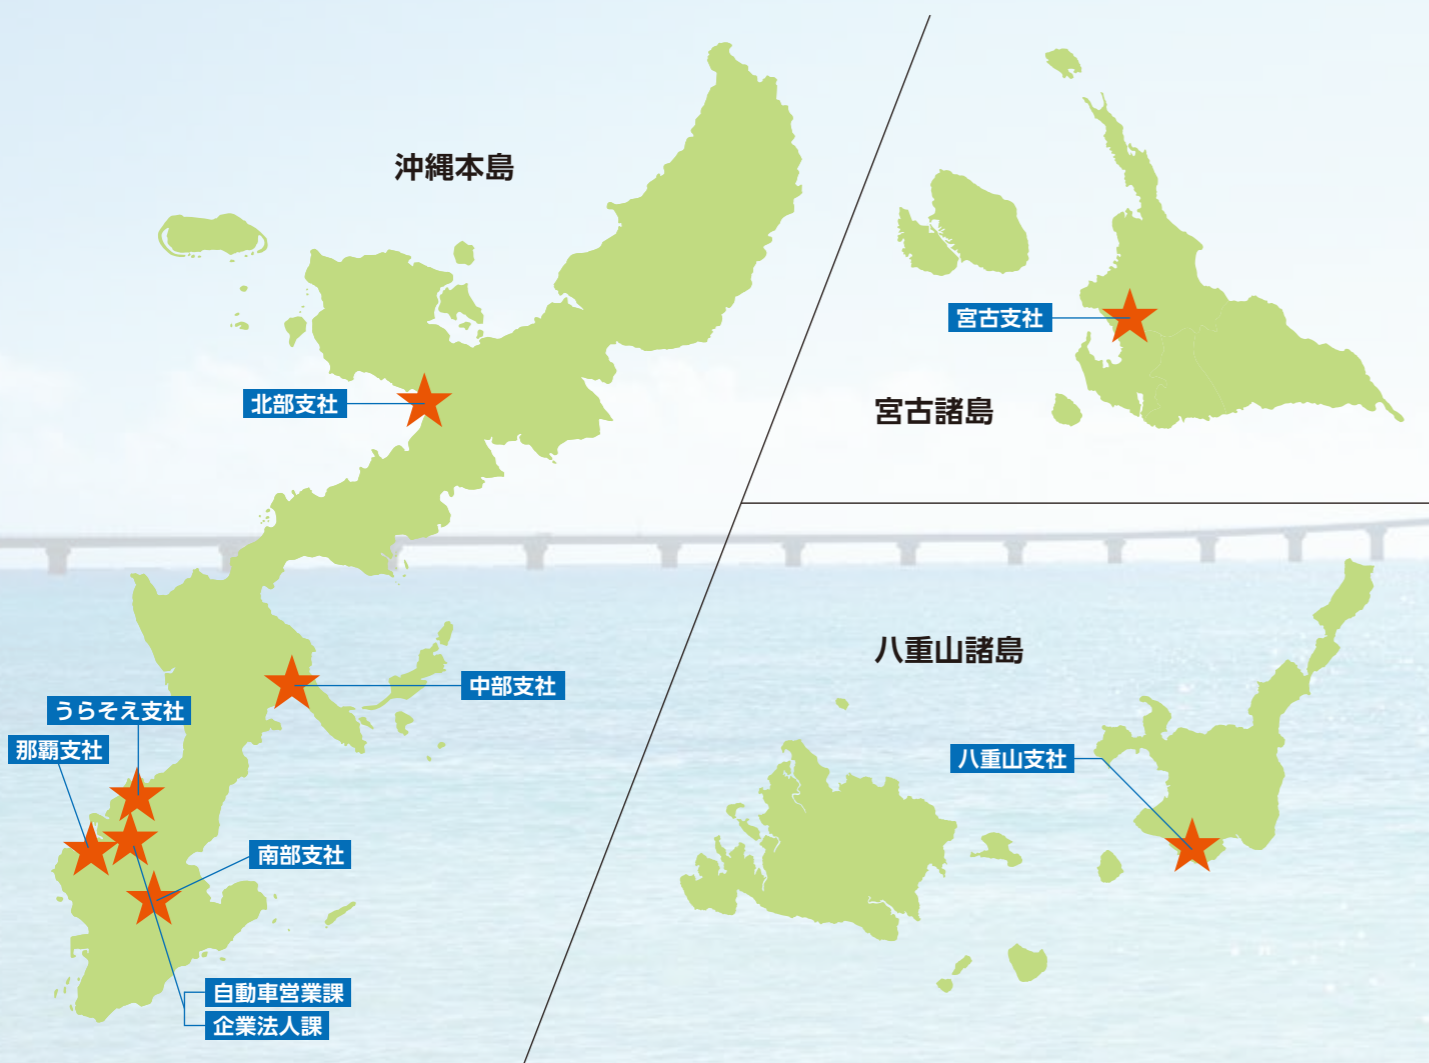 沖縄本島
北部支社
中部支社
うらそえ支社
那覇支社
南部支社
自動車営業課
企業法人課
宮古支社
宮古諸島
八重山諸島
八重山支社